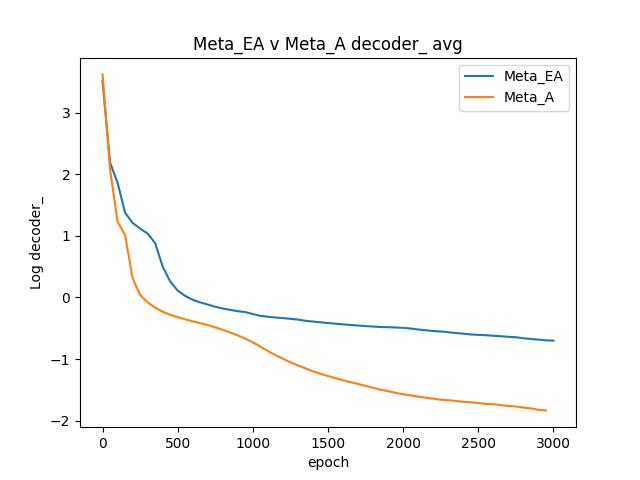 Meta_EA v Meta_A decoder_ avg
Meta_EA
Meta_A
Log decoder_
3
2
1
0
−1
−2
0
500
1000
1500
2000
2500
3000
epoch